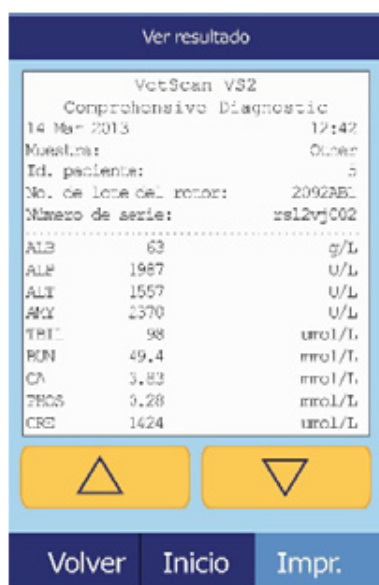 Ver resultado
VetScan VS2
Comprehensive Diagnostic
14 Mar 2013 12:42
Muestra: Other
Id. paciente: 5
No. de lote del rotor: 2092AB1
Número de serie: rsl2vj002
ALB 63 g/L
ALP 1987 U/L
ALT 1557 U/L
AMY 2370 U/L
TBIL 98 umol/L
BUN 49.4 mmol/L
CA 3.83 mmol/L
PHOS 0.28 mmol/L
CRE 1424 umol/L
Volver Inicio Impr.